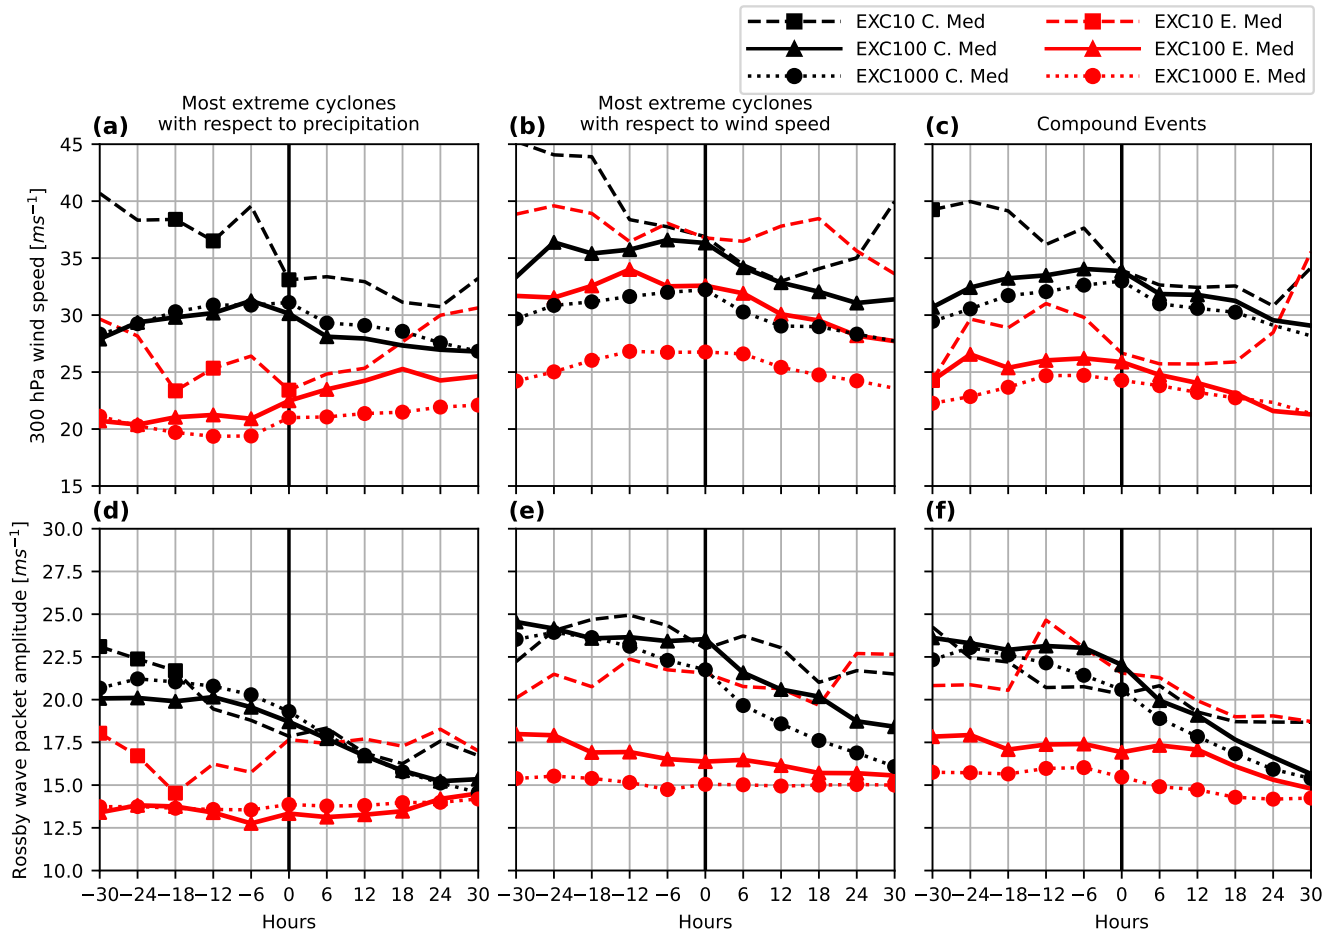 EXC10 C. Med
EXC100 C. Med
EXC1000 C. Med
EXC10 E. Med
EXC100 E. Med
EXC1000 E. Med
(a)
Most extreme cyclones
with respect to precipitation
(b)
Most extreme cyclones
with respect to wind speed
(c)
Compound Events
45
40
35
30
25
20
15
300 hPa wind speed [ms⁻¹]
(d)
(e)
(f)
30.0
27.5
25.0
22.5
20.0
17.5
15.0
12.5
10.0
Rossby wave packet amplitude [ms⁻¹]
−30 −24 −18 −12 −6 0 6 12 18 24 30
−30 −24 −18 −12 −6 0 6 12 18 24 30
−30 −24 −18 −12 −6 0 6 12 18 24 30
Hours
Hours
Hours